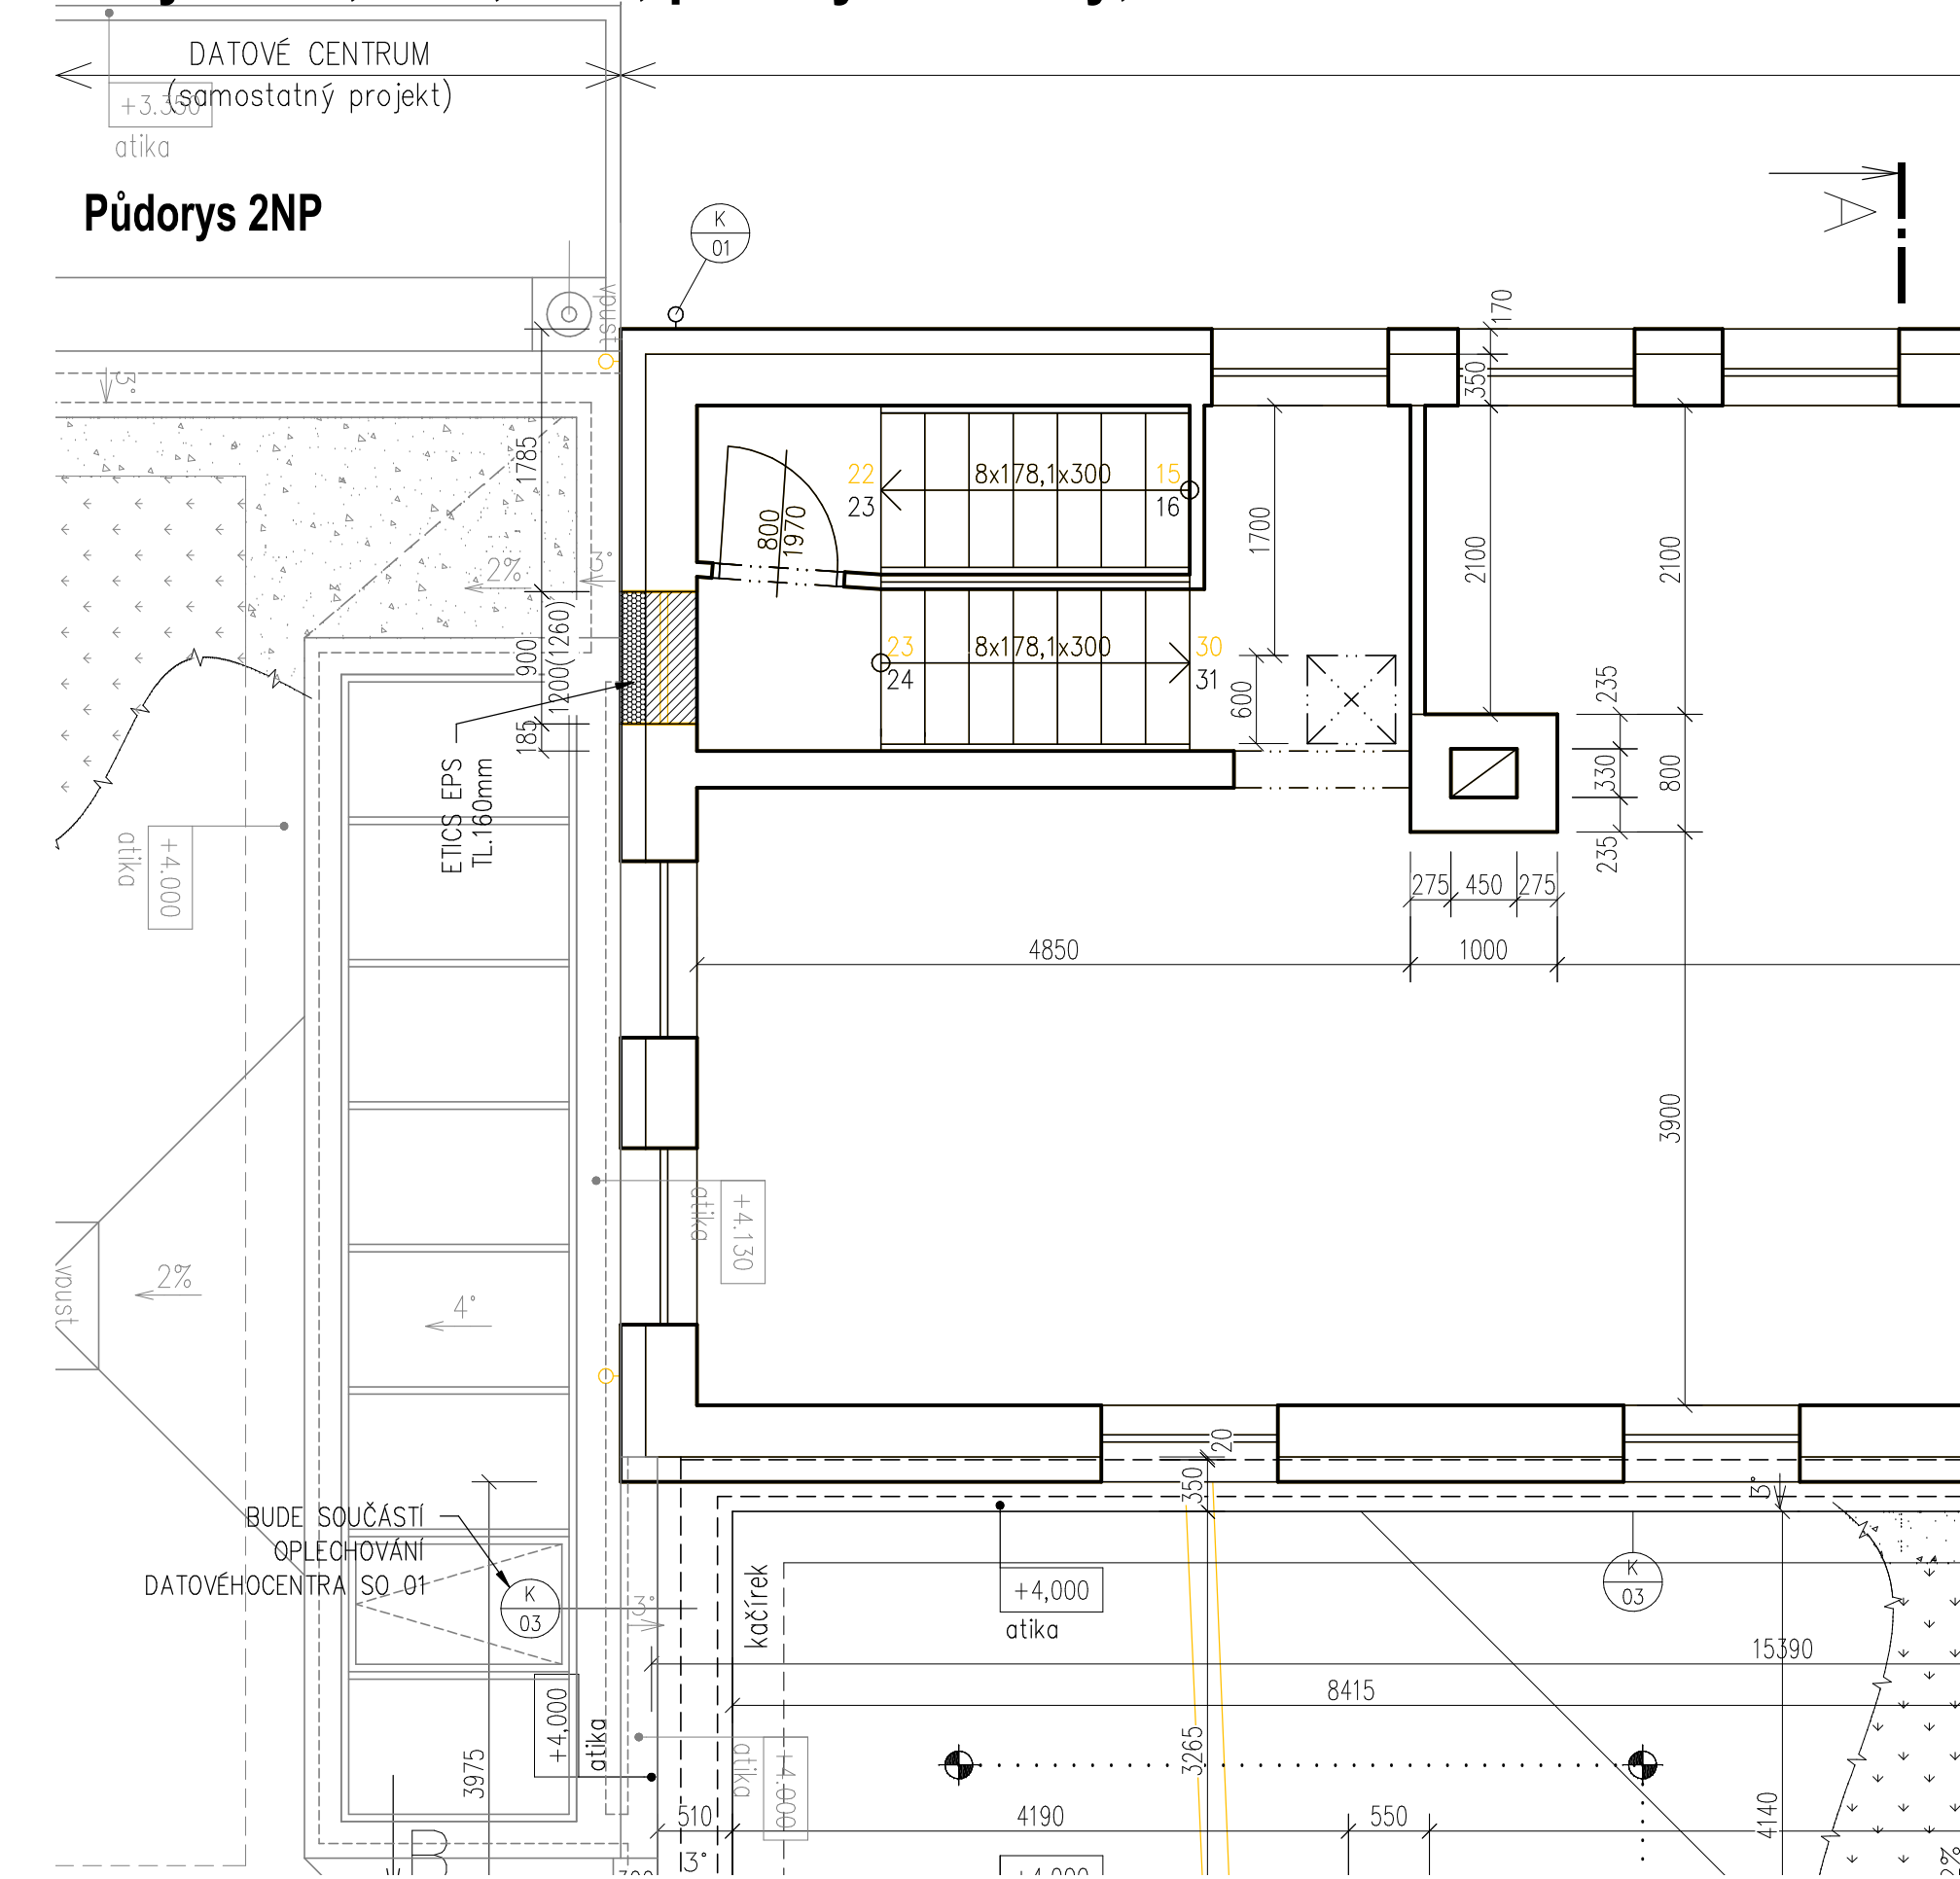 DATOVÉ CENTRUM
(samostatný projekt)
+3.350
atika
Půdorys 2NP
K
01
vpust
A
170
350
3°
1785
22
23
8x178,1x300
15
16
800
1970
1700
2100
2100
2%
3°
900
1200(1260)
185
23
24
8x178,1x300
30
31
600
235
330
235
800
ETICS EPS
TL.160mm
atika
+4.000
275
450
275
4850
1000
3900
atika
+4.130
vpust
2%
4°
20
350
3°
BUDE SOUČÁSTÍ
OPLECHOVÁNÍ
DATOVÉHOCENTRA SO 01
K
03
3°
kačírek
+4,000
atika
K
03
15390
8415
+4,000
atika
3975
atika
+4.000
3265
510
4190
550
4140
B
3°
+4,000
2%